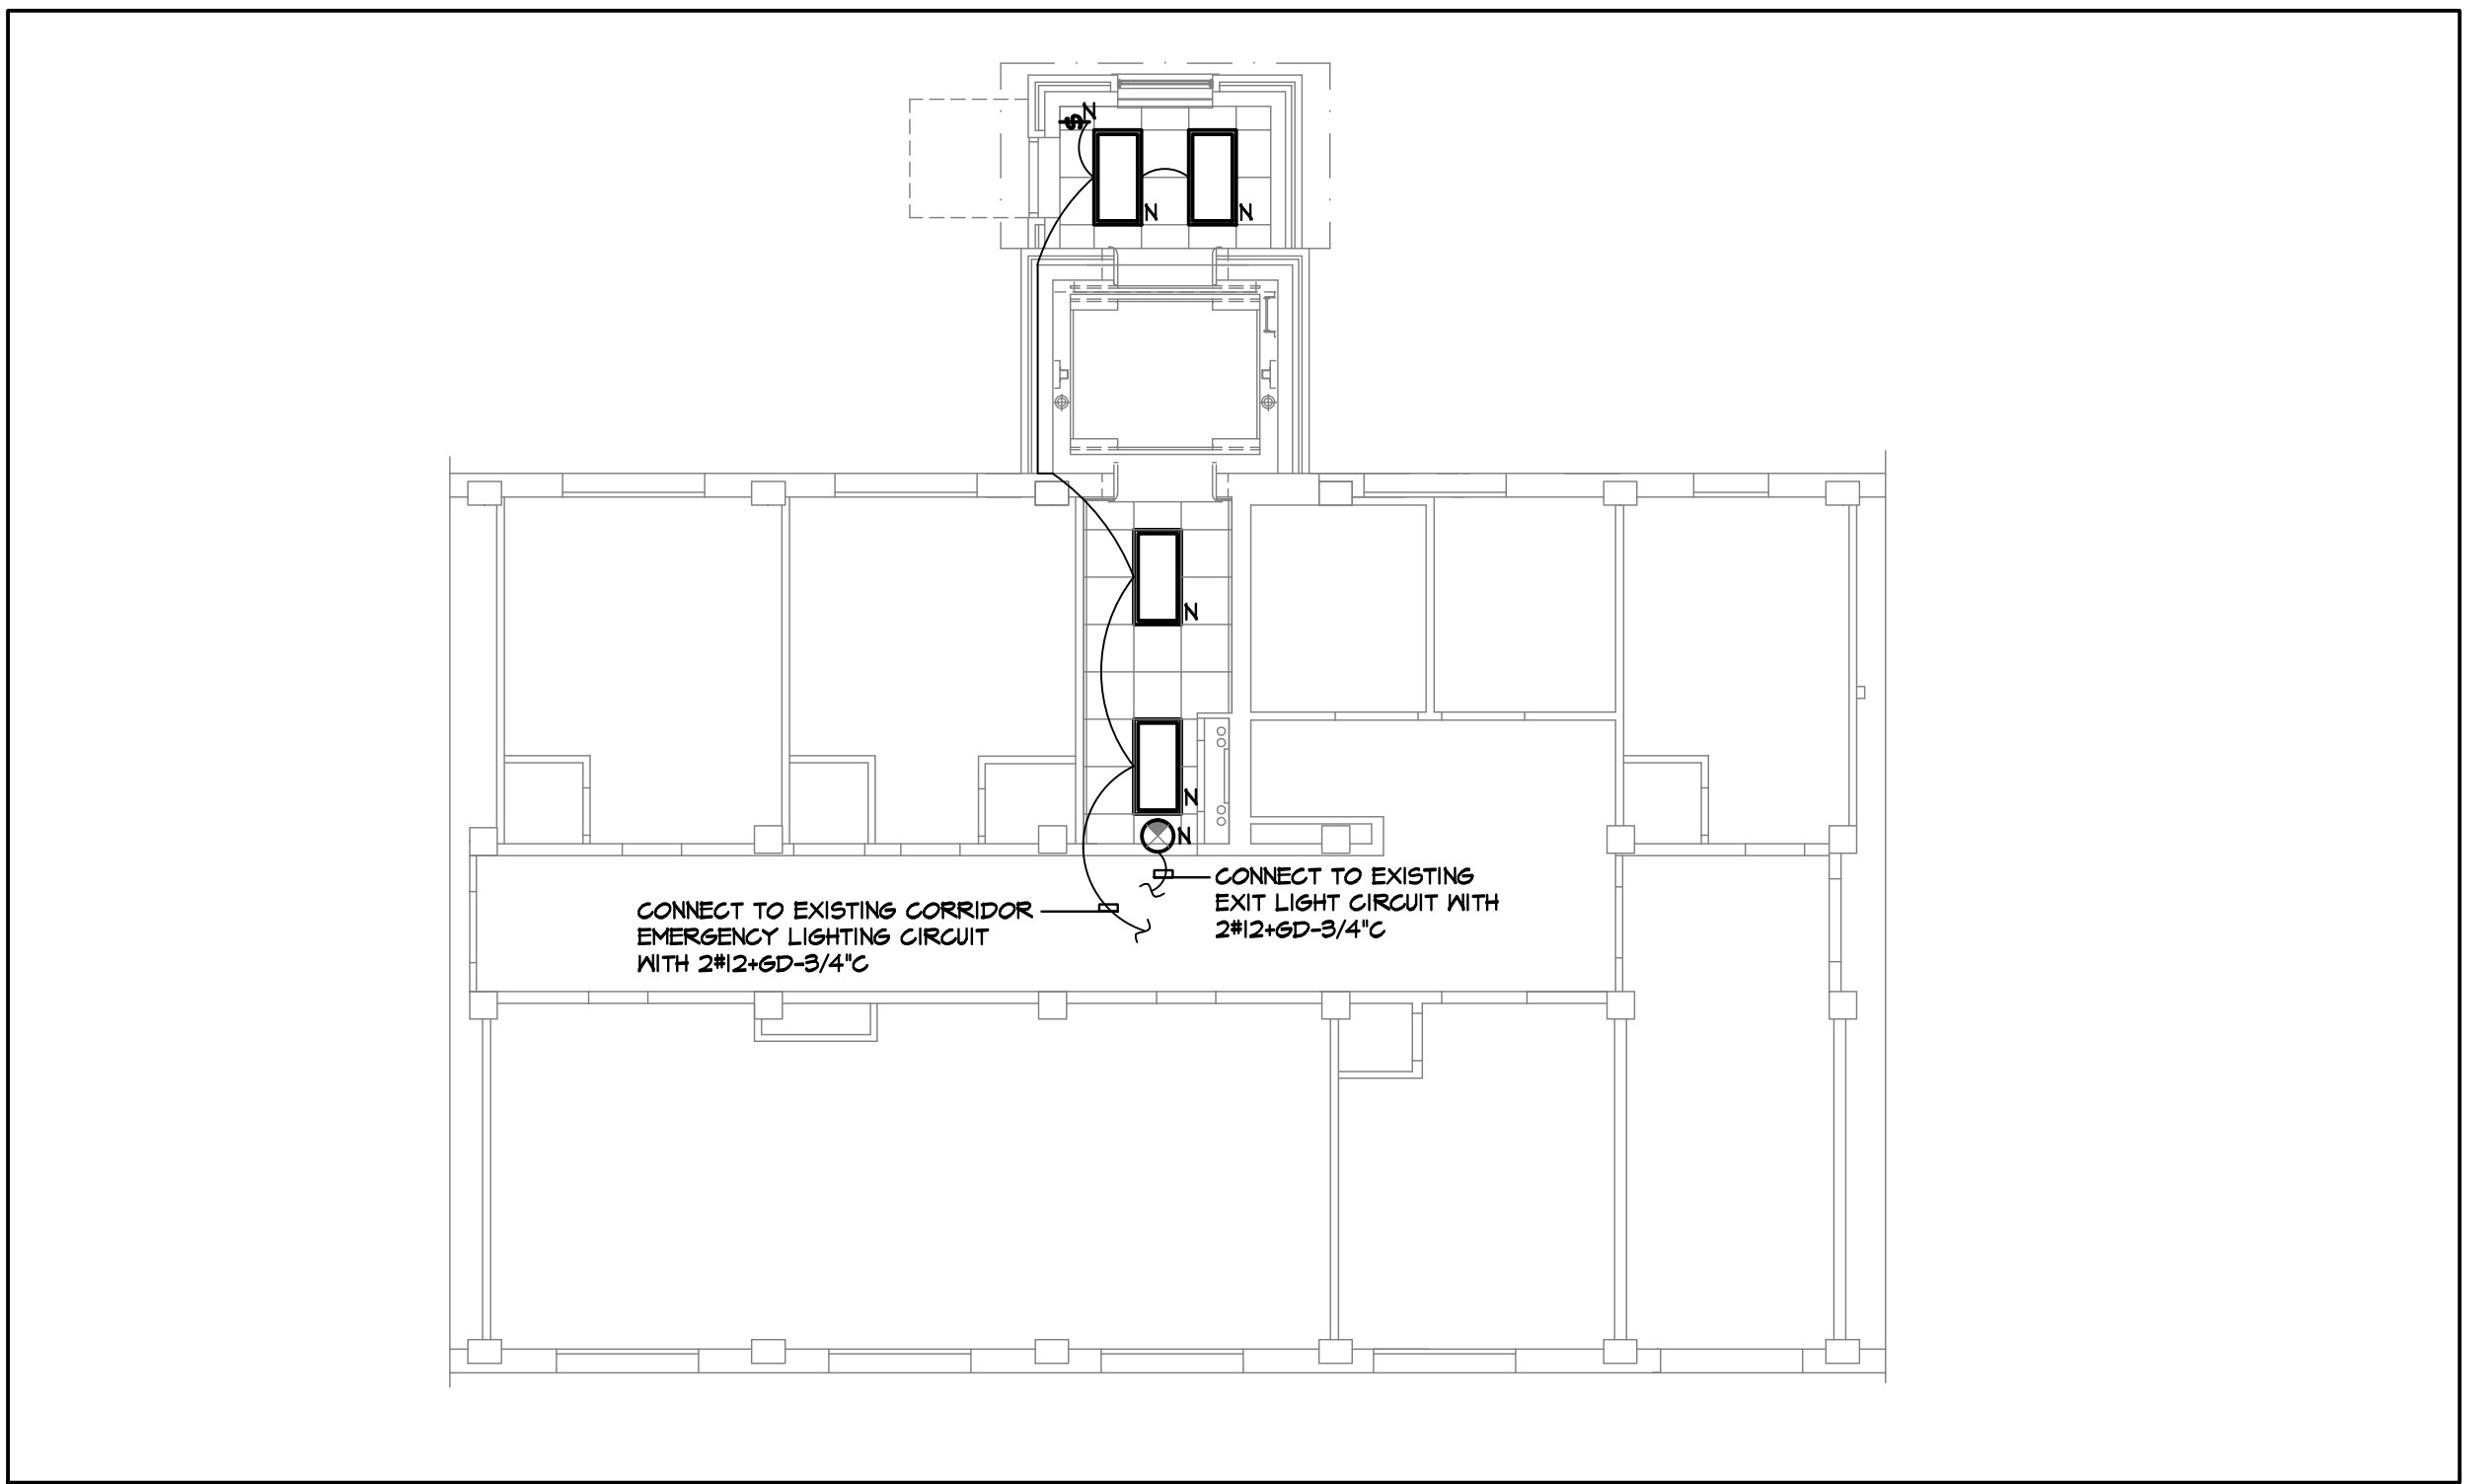 N
$
N
N
N
N
N
CONNECT TO EXISTING CORRIDOR
EMERGENCY LIGHTING CIRCUIT
WITH 2#12+GD-3/4"C
CONNECT TO EXISTING
EXIT LIGHT CIRCUIT WITH
2#12+GD-3/4"C